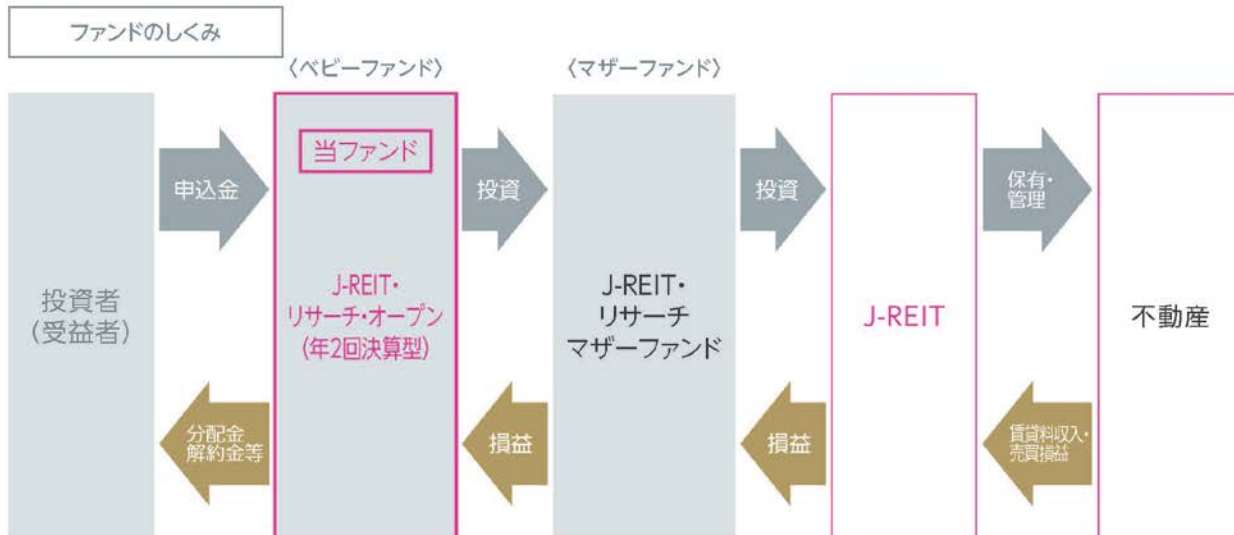 ファンドのしくみ
〈ベビーファンド〉
〈マザーファンド〉
投資者
(受益者)
申込金
分配金
解約金等
当ファンド
J-REIT・
リサーチ・オープン
(年2回決算型)
投資
損益
J-REIT・
リサーチ
マザーファンド
投資
損益
J-REIT
保有・
管理
賃貸料収入・
売買損益
不動産